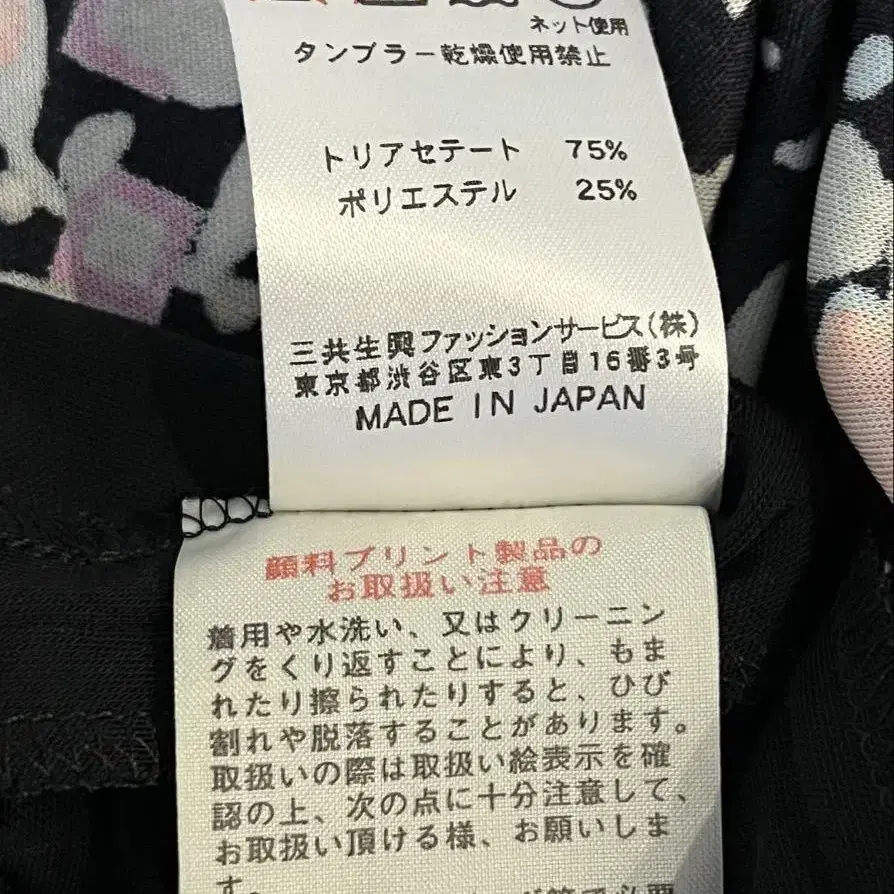 ネット使用
タンブラー乾燥使用禁止
トリアセテート 75%
ポリエステル 25%
三共生興ファッションサービス(株)
東京都渋谷区東3丁目16番3号
MADE IN JAPAN
顔料プリント製品の
お取扱い注意
着用や水洗い、又はクリーニン
グをくり返すことにより、もま
れたり擦られたりすると、ひび
割れや脱落することがあります。
取扱いの際は取扱い絵表示を確
認の上、次の点に十分注意して、
お取扱い頂ける様、お願いしま
す。